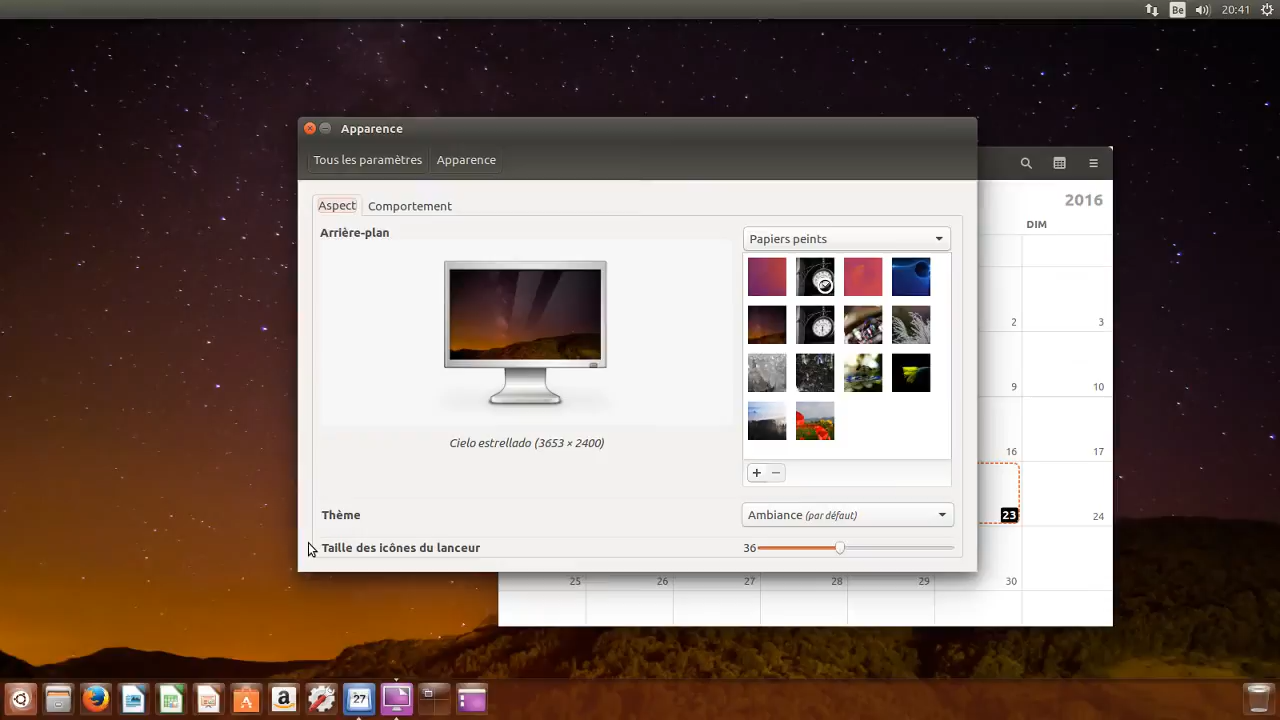 Be 20:41
Apparence
Tous les paramètres Apparence
Aspect Comportement
Arrière-plan
Papiers peints
Cielo estrellado (3653 × 2400)
Thème
Ambiance (par défaut)
Taille des icônes du lanceur
36
2016
DIM
2 3
9 10
16 17
23 24
25 26 27 28 29 30
27